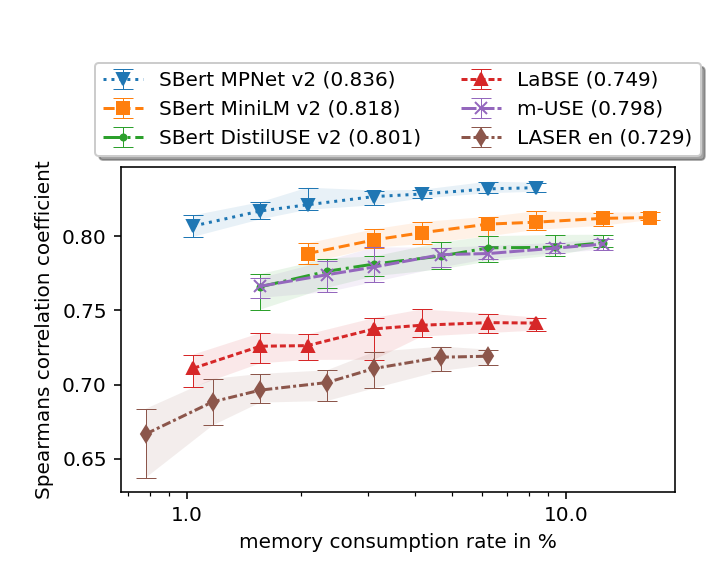 SBert MPNet v2 (0.836)
SBert MiniLM v2 (0.818)
SBert DistilUSE v2 (0.801)
LaBSE (0.749)
m-USE (0.798)
LASER en (0.729)
Spearmans correlation coefficient
0.80
0.75
0.70
0.65
1.0
10.0
memory consumption rate in %